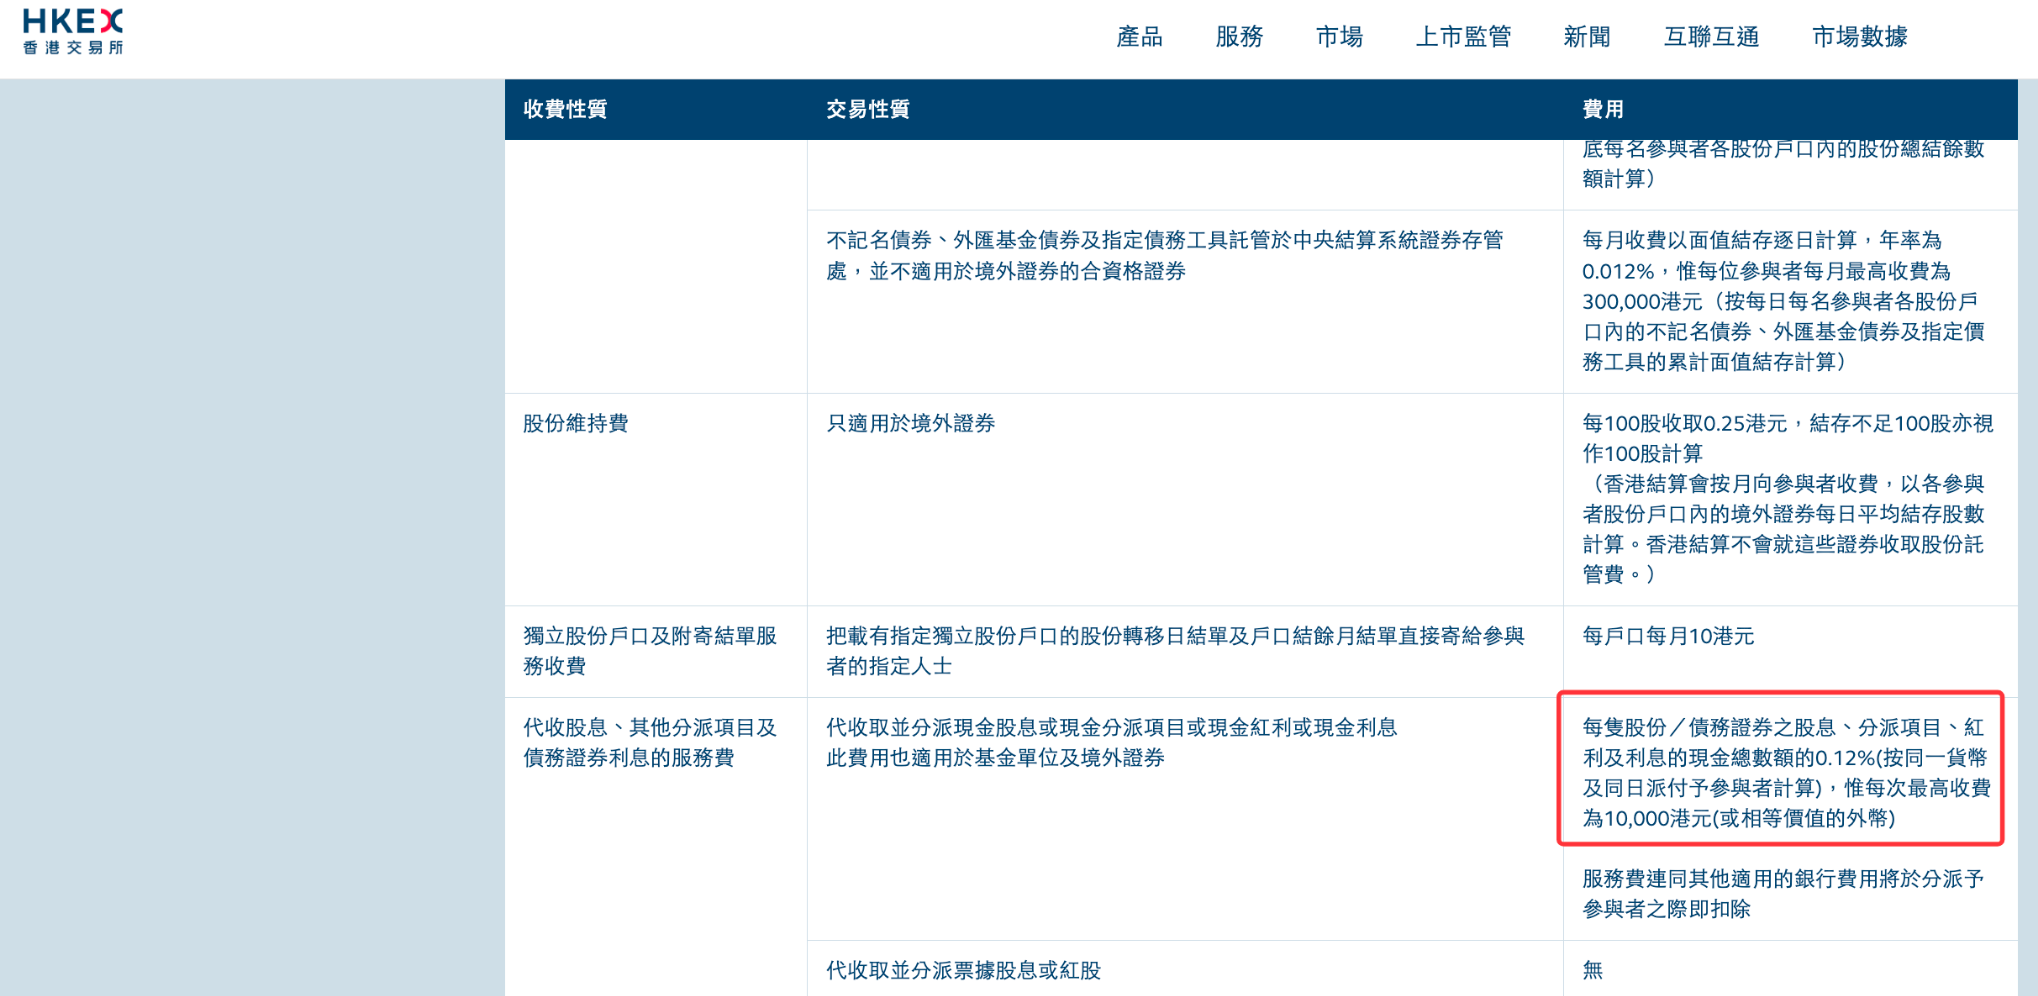 HKEX
香港交易所
產品 服務 市場 上市監管 新聞 互聯互通 市場數據
收費性質 交易性質 費用
底每名參與者各股份戶口內的股份總結餘數
額計算）
不記名債券、外匯基金債券及指定債務工具託管於中央結算系統證券存管
處，並不適用於境外證券的合資格證券
每月收費以面值結存逐日計算，年率為
0.012%，惟每位參與者每月最高收費為
300,000港元（按每日每名參與者各股份戶
口內的不記名債券、外匯基金債券及指定債
務工具的累計面值結存計算）
股份維持費
只適用於境外證券
每100股收取0.25港元，結存不足100股亦視
作100股計算
（香港結算會按月向參與者收費，以各參與
者股份戶口內的境外證券每日平均結存股數
計算。香港結算不會就這些證券收取股份託
管費。）
獨立股份戶口及附寄結單服
務收費
把載有指定獨立股份戶口的股份轉移日結單及戶口結餘月結單直接寄給參與
者的指定人士
每戶口每月10港元
代收股息、其他分派項目及
債務證券利息的服務費
代收取並分派現金股息或現金分派項目或現金紅利或現金利息
此費用也適用於基金單位及境外證券
每隻股份／債務證券之股息、分派項目、紅
利及利息的現金總數額的0.12%(按同一貨幣
及同日派付予參與者計算)，惟每次最高收費
為10,000港元(或相等價值的外幣)
服務費連同其他適用的銀行費用將於分派予
參與者之際即扣除
代收取並分派票據股息或紅股
無